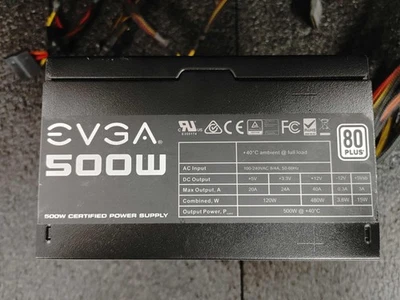 EVGA
500W
500W CERTIFIED POWER SUPPLY
FC
80
PLUS
+40°C ambient @ full load
AC Input
DC Output +5V +3.3V +12V -12V +5Vsb
Max Output, A 20A 24A 40A 0.3A 3A
Combined, W 120W 480W 3.6W 15W
Output Power, P 500W @ +40°C